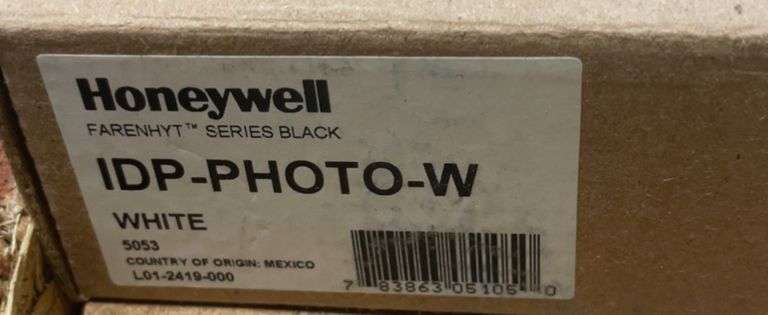 Honeywell
FARENHYT™ SERIES BLACK
IDP-PHOTO-W
WHITE
5053
COUNTRY OF ORIGIN: MEXICO
L01-2419-000
7 83863 05106 0